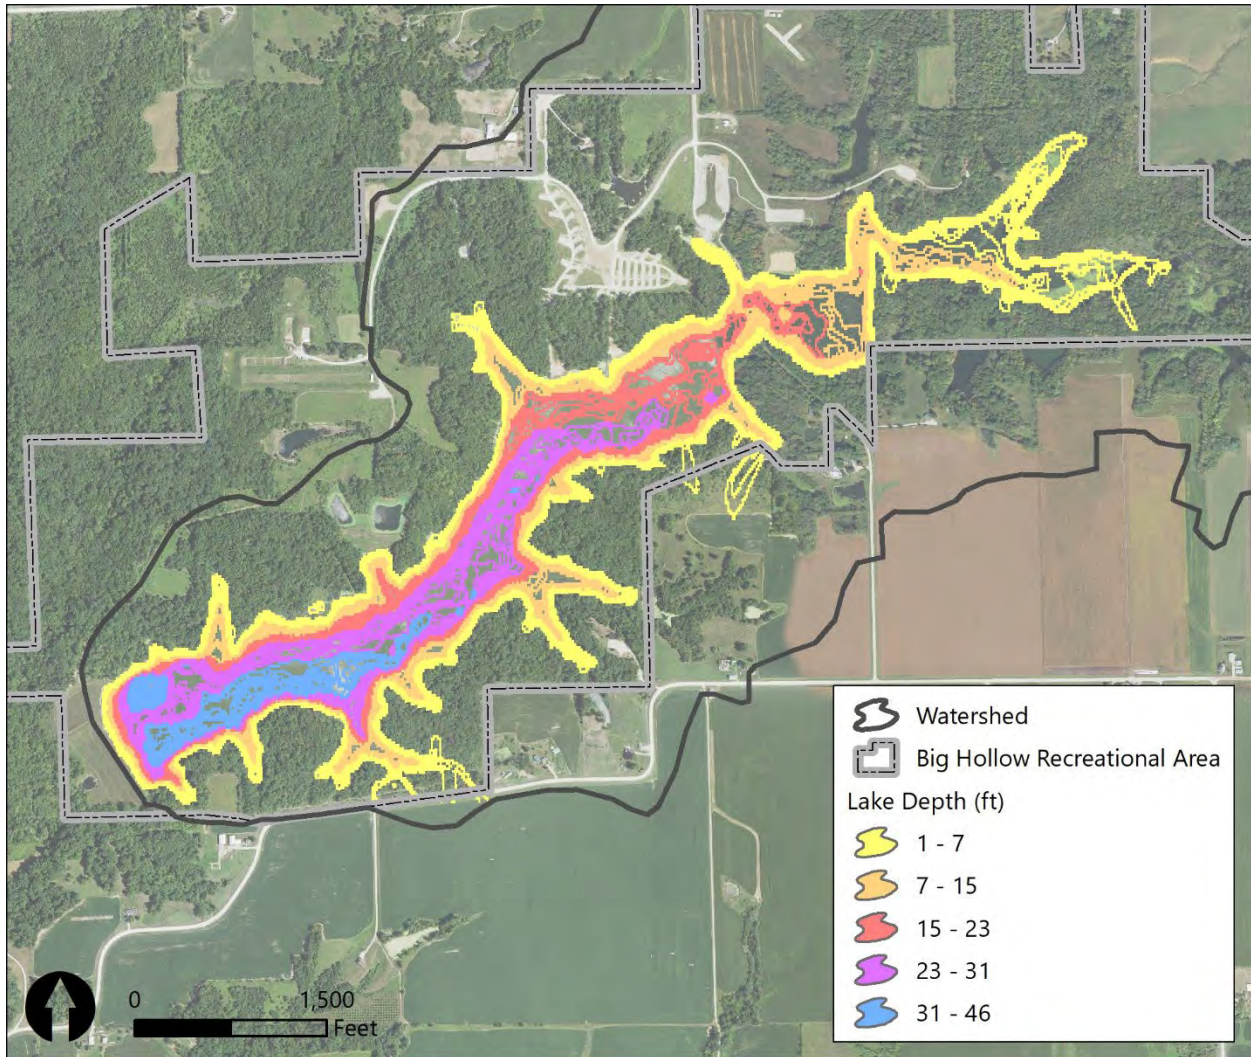 Watershed
Big Hollow Recreational Area
Lake Depth (ft)
1 - 7
7 - 15
15 - 23
23 - 31
31 - 46
0 1,500
Feet